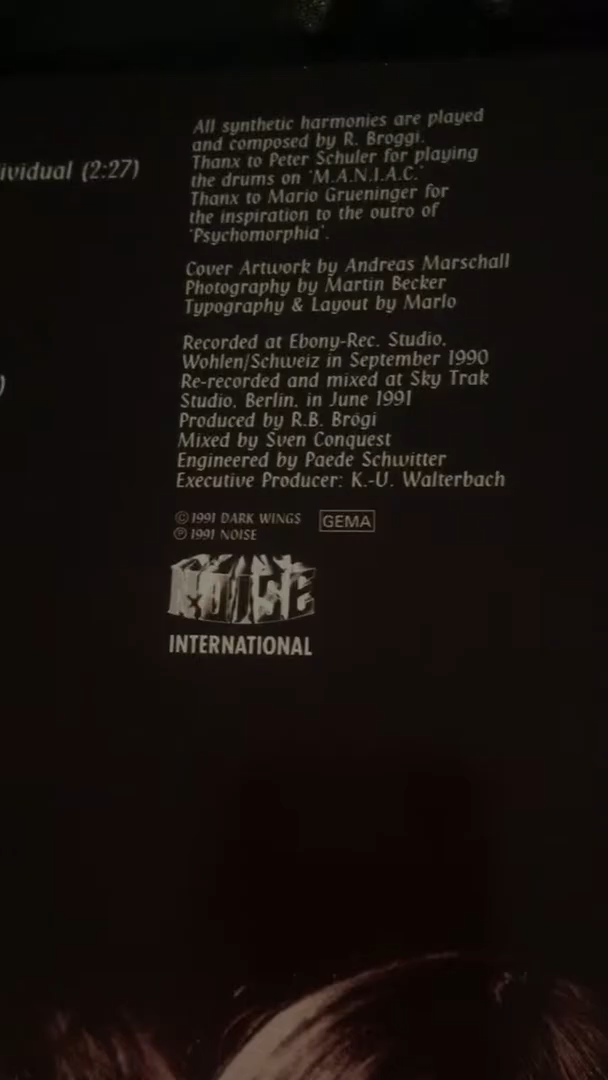 ividual (2:27)
)
All synthetic harmonies are played
and composed by R. Broggi.
Thanx to Peter Schuler for playing
the drums on 'M.A.N.I.A.C.'
Thanx to Mario Grueninger for
the inspiration to the outro of
'Psychomorphia'.
Cover Artwork by Andreas Marschall
Photography by Martin Becker
Typography & Layout by Marlo
Recorded at Ebony-Rec. Studio,
Wohlen/Schweiz in September 1990
Re-recorded and mixed at Sky Trak
Studio, Berlin, in June 1991
Produced by R.B. Brögi
Mixed by Sven Conquest
Engineered by Paede Schwitter
Executive Producer: K.-U. Walterbach
© 1991 DARK WINGS GEMA
℗ 1991 NOISE
NOISE
INTERNATIONAL